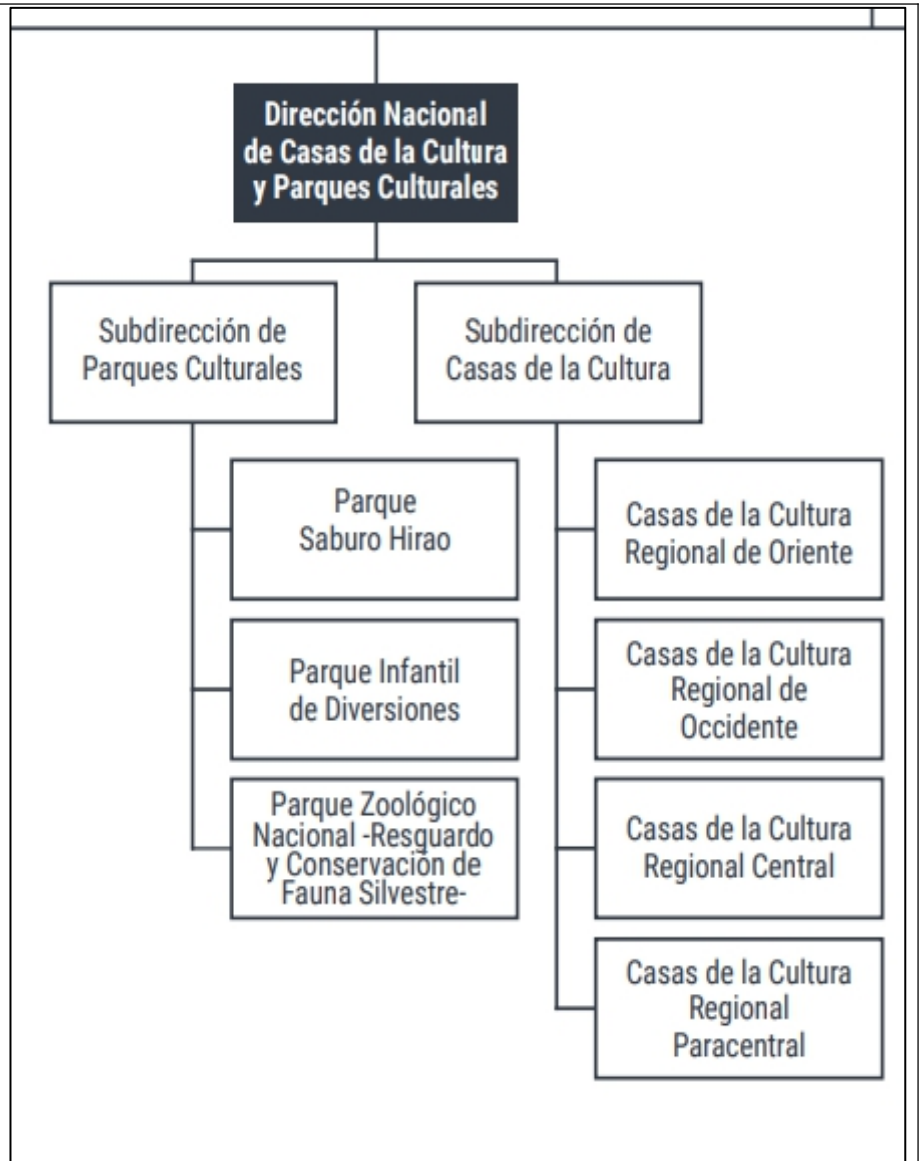 Dirección Nacional
de Casas de la Cultura
y Parques Culturales
Subdirección de
Parques Culturales
Subdirección de
Casas de la Cultura
Parque
Saburo Hirao
Parque Infantil
de Diversiones
Parque Zoológico
Nacional -Resguardo
y Conservación de
Fauna Silvestre-
Casas de la Cultura
Regional de Oriente
Casas de la Cultura
Regional de
Occidente
Casas de la Cultura
Regional Central
Casas de la Cultura
Regional
Paracentral